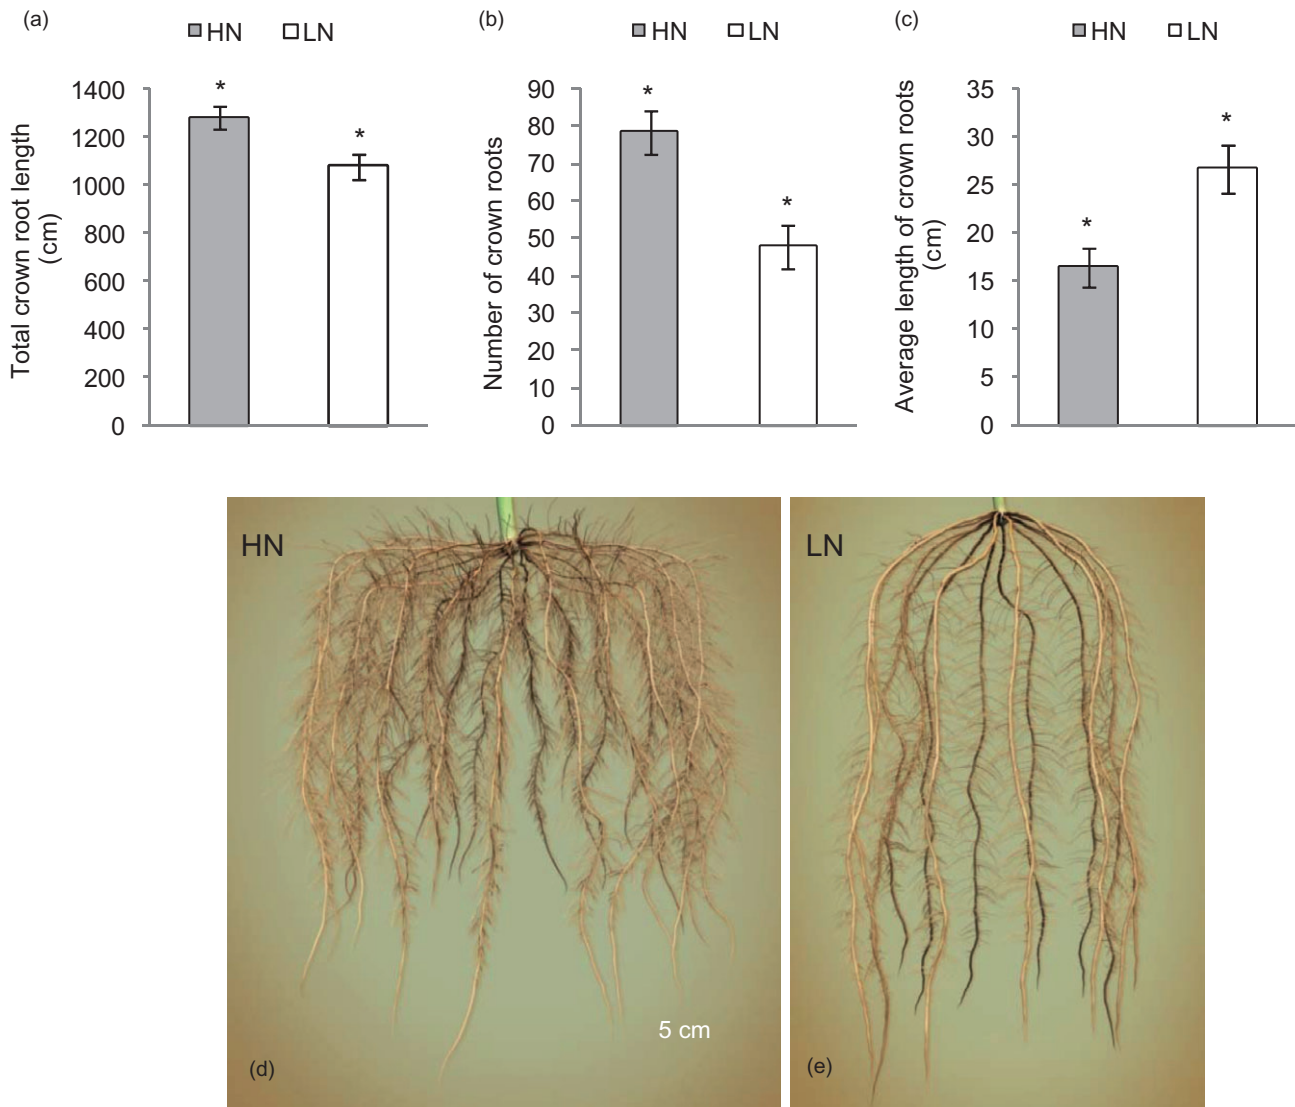 (a)
HN LN
Total crown root length
(cm)
1400
1200
1000
800
600
400
200
0
*
*
(b)
HN LN
Number of crown roots
90
80
70
60
50
40
30
20
10
0
*
*
(c)
HN LN
Average length of crown roots
(cm)
35
30
25
20
15
10
5
0
*
*
HN
5 cm
(d)
LN
(e)